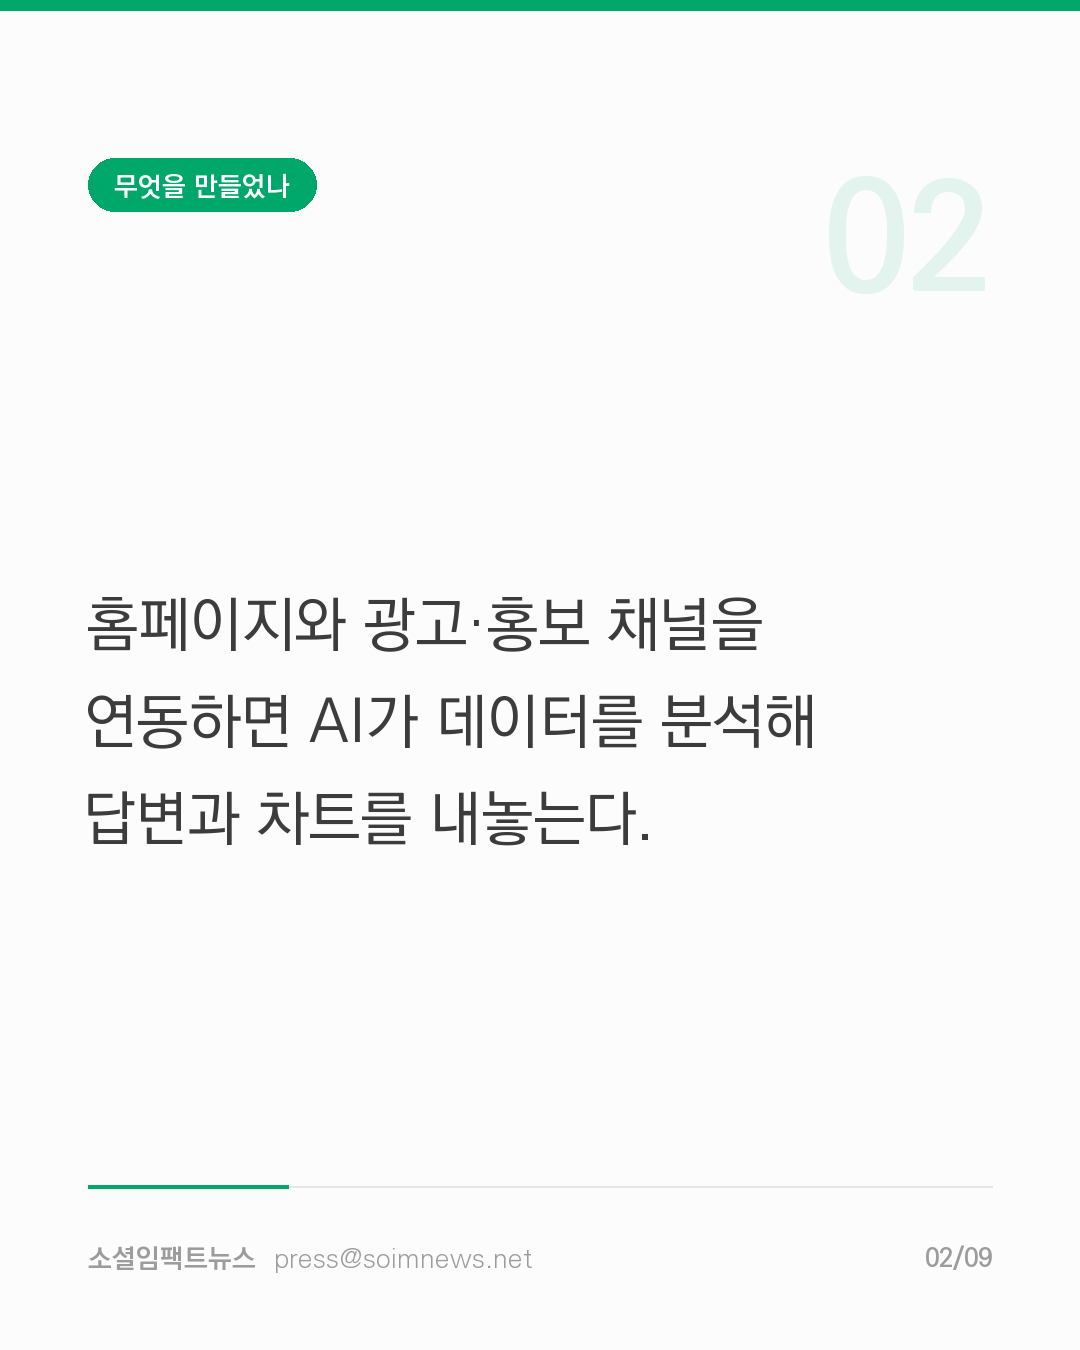 무엇을 만들었나
02
홈페이지와 광고·홍보 채널을
연동하면 AI가 데이터를 분석해
답변과 차트를 내놓는다.
소셜임팩트뉴스 press@soimnews.net
02/09